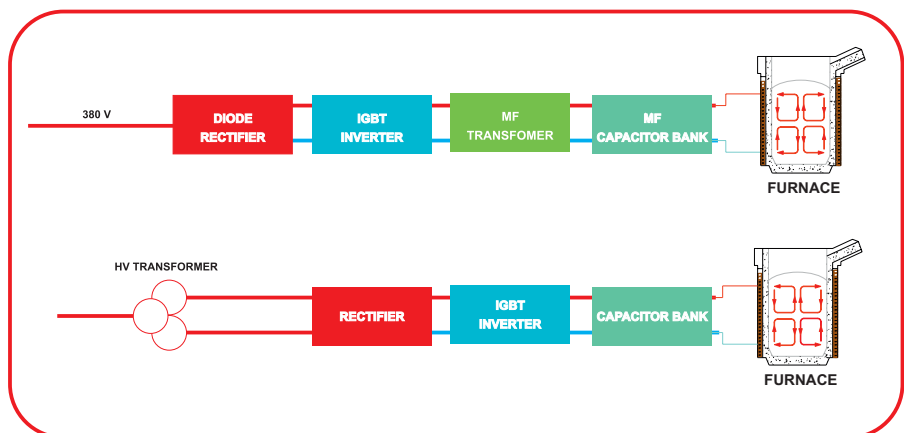 380 V
DIODE
RECTIFIER
IGBT
INVERTER
MF
TRANSFOMER
MF
CAPACITOR BANK
FURNACE
HV TRANSFORMER
RECTIFIER
IGBT
INVERTER
CAPACITOR BANK
FURNACE